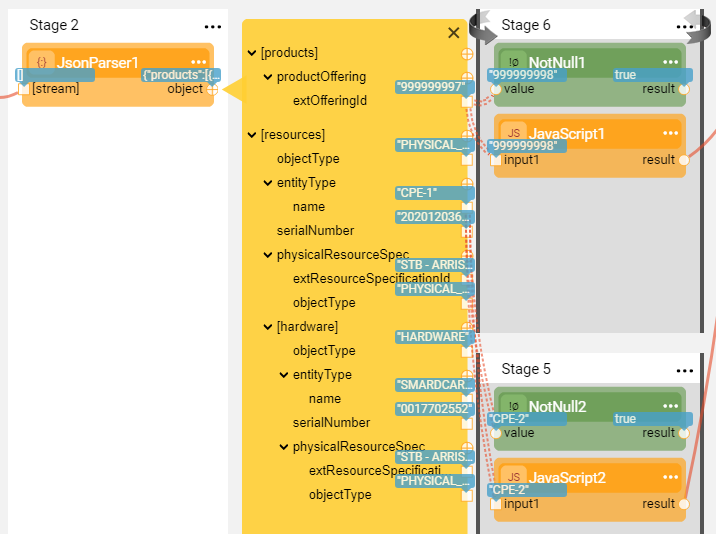 Stage 2
{:}
JsonParser1
[]
{"products":[{...
[stream]
object
[products]
productOffering
"999999997"
extOfferingId
[resources]
"PHYSICAL_...
objectType
entityType
"CPE-1"
name
"202012036...
serialNumber
physicalResourceSpec
"STB - ARRIS...
extResourceSpecificationId
"PHYSICAL_...
objectType
[hardware]
"HARDWARE"
objectType
entityType
"SMARDCAR...
name
"0017702552"
serialNumber
physicalResourceSpec
"STB - ARRIS...
extResourceSpecificati
"PHYSICAL_...
objectType
Stage 6
!Ø
NotNull1
"999999998"
true
value
result
JS
JavaScript1
"999999998"
input1
result
Stage 5
!Ø
NotNull2
"CPE-2"
true
value
result
JS
JavaScript2
"CPE-2"
input1
result